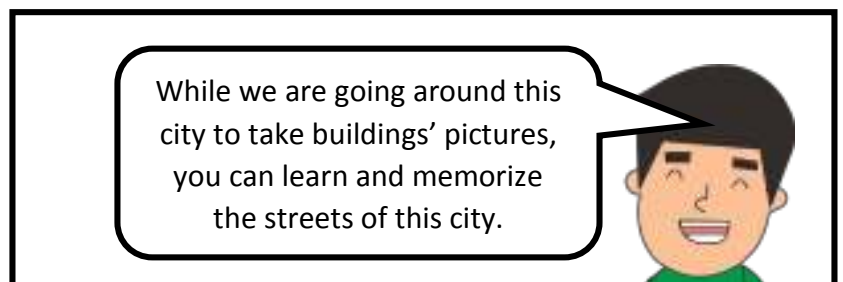 While we are going around this
city to take buildings’ pictures,
you can learn and memorize
the streets of this city.